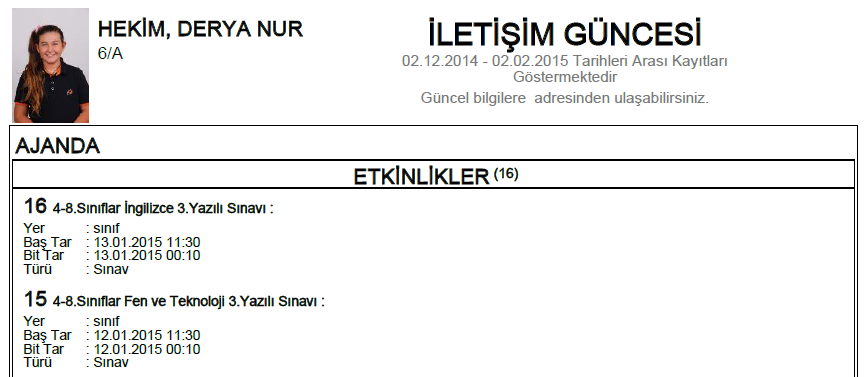 HEKİM, DERYA NUR
6/A
İLETİŞİM GÜNCESİ
02.12.2014 - 02.02.2015 Tarihleri Arası Kayıtları
Göstermektedir
Güncel bilgilere adresinden ulaşabilirsiniz.
AJANDA
ETKİNLİKLER (16)
16 4-8.Sınıflar İngilizce 3.Yazılı Sınavı :
Yer : sınıf
Baş Tar : 13.01.2015 11:30
Bit Tar : 13.01.2015 00:10
Türü : Sınav
15 4-8.Sınıflar Fen ve Teknoloji 3.Yazılı Sınavı :
Yer : sınıf
Baş Tar : 12.01.2015 11:30
Bit Tar : 12.01.2015 00:10
Türü : Sınav